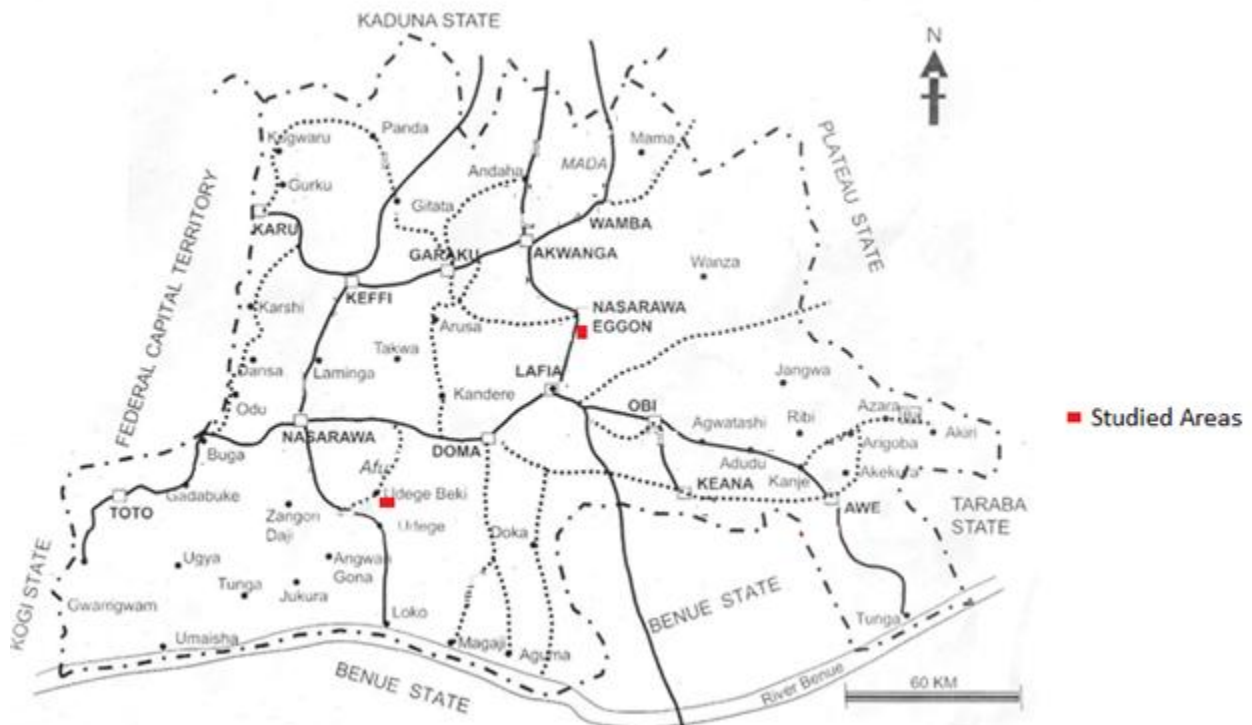 KADUNA STATE
N
Kugwaru
Panda
Mama
PLATEAU STATE
MADA
Andaha
Gurku
Gitata
FEDERAL CAPITAL TERRITORY
KARU
WAMBA
GARAKU
AKWANGA
Wanza
KEFFI
Karshi
NASARAWA
EGGON
Arusa
Takwa
Dansa
Laminga
LAFIA
Jangwa
Kandere
Odu
OBI
Agwatashi
Ribi
Azara
Akiri
Studied Areas
NASARAWA
DOMA
Arigoba
Buga
Adudu
Afu
Kanje
Akekura
Gadabuke
Udege Beki
KEANA
TOTO
AWE
TARABA
STATE
Zangon
Daji
Udege
Doka
KOGI STATE
Ugya
Angwan
Gona
Tunga
Jukura
BENUE STATE
Gwarrigwam
Loko
Tunga
Umaisha
Magaji
Aguma
BENUE STATE
River Benue
60 KM